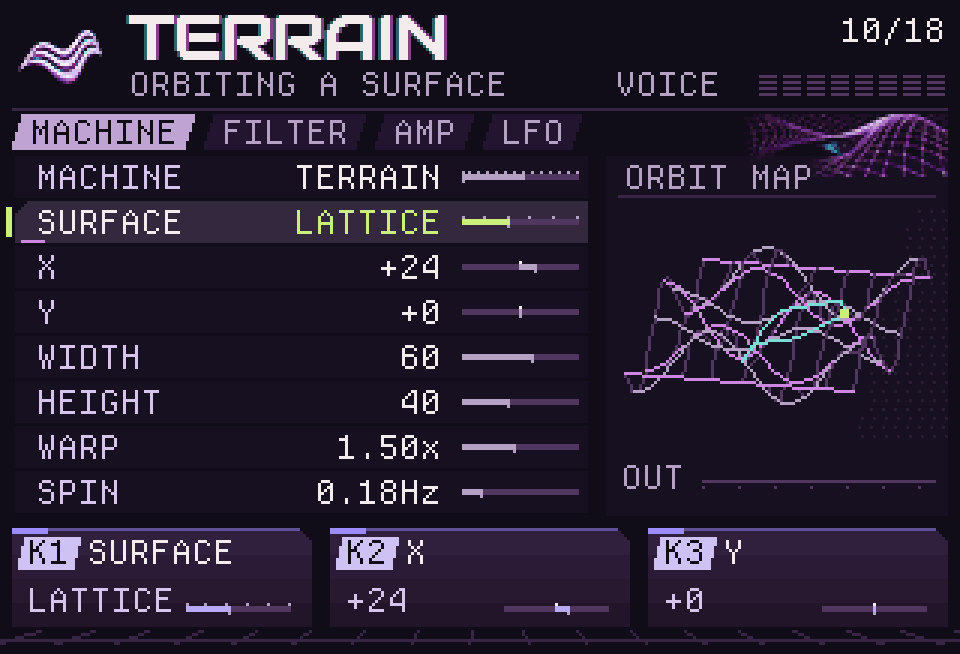 TERRAIN
10/18
ORBITING A SURFACE
VOICE
MACHINE FILTER AMP LFO
MACHINE TERRAIN
SURFACE LATTICE
X +24
Y +0
WIDTH 60
HEIGHT 40
WARP 1.50x
SPIN 0.18Hz
ORBIT MAP
OUT
K1 SURFACE
LATTICE
K2 X
+24
K3 Y
+0